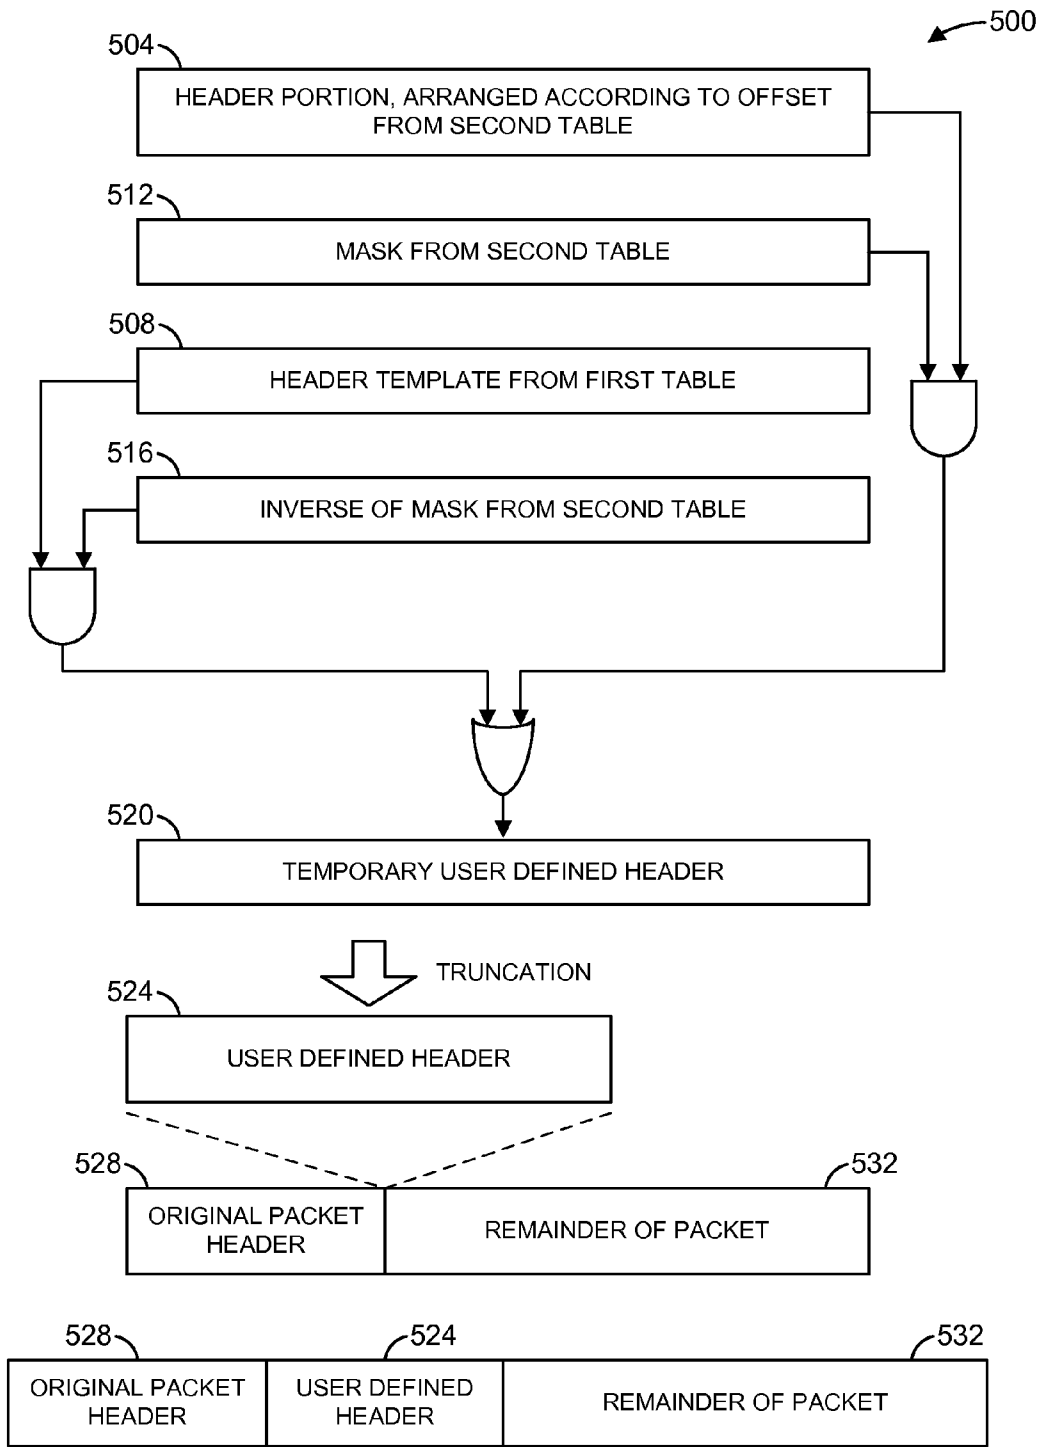 500
504
HEADER PORTION, ARRANGED ACCORDING TO OFFSET
FROM SECOND TABLE
512
MASK FROM SECOND TABLE
508
HEADER TEMPLATE FROM FIRST TABLE
516
INVERSE OF MASK FROM SECOND TABLE
520
TEMPORARY USER DEFINED HEADER
TRUNCATION
524
USER DEFINED HEADER
528
532
ORIGINAL PACKET
HEADER
REMAINDER OF PACKET
528
524
532
ORIGINAL PACKET
HEADER
USER DEFINED
HEADER
REMAINDER OF PACKET